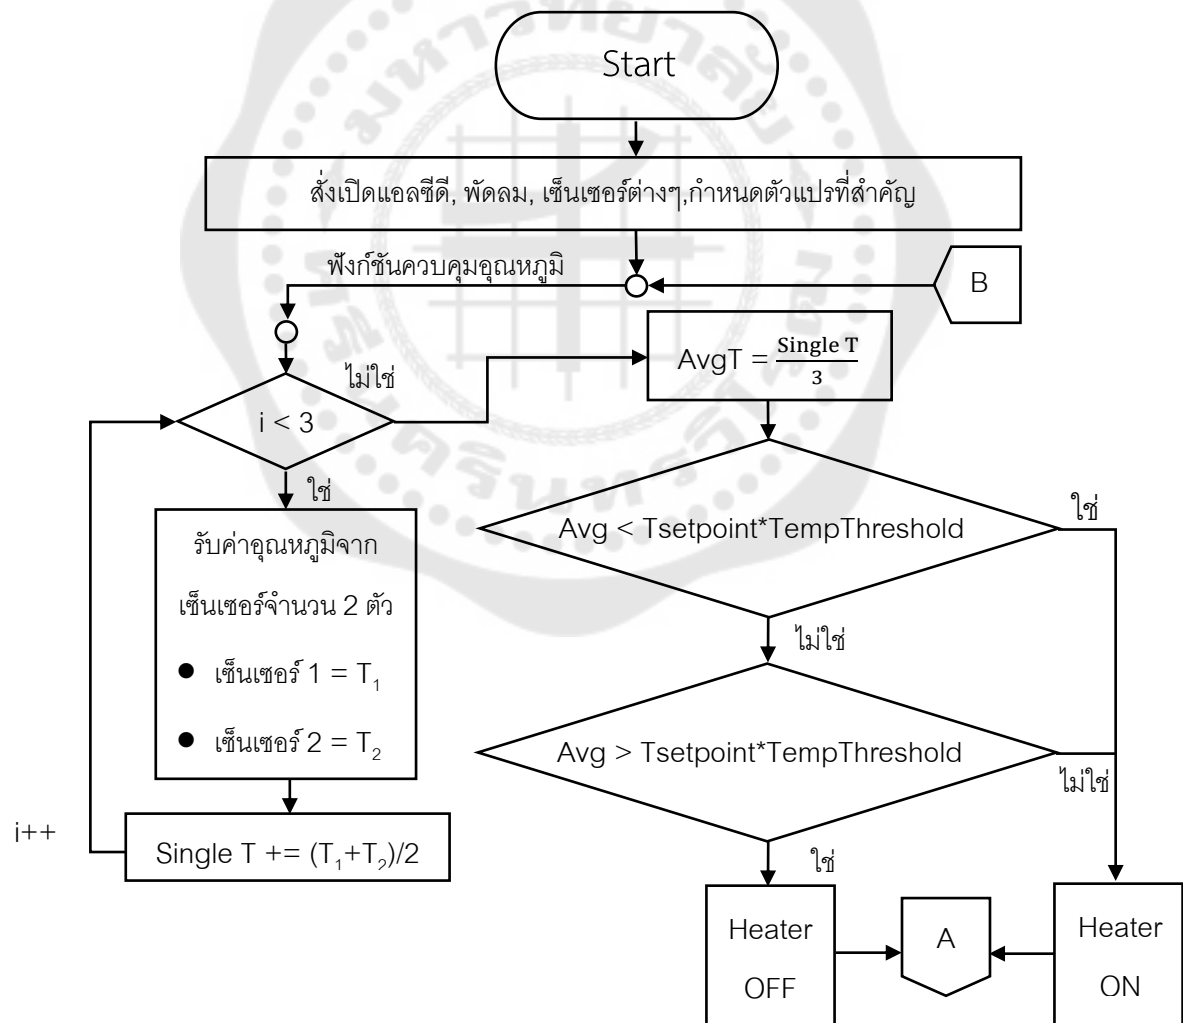 Start
สั่งเปิดแอลซีดี, พัดลม, เซ็นเซอร์ต่างๆ,กำหนดตัวแปรที่สำคัญ
ฟังก์ชันควบคุมอุณหภูมิ
B
AvgT = Single T / 3
ไม่ใช่
i < 3
ใช่
รับค่าอุณหภูมิจาก
เซ็นเซอร์จำนวน 2 ตัว
● เซ็นเซอร์ 1 = T₁
● เซ็นเซอร์ 2 = T₂
i++
Single T += (T₁+T₂)/2
Avg < Tsetpoint*TempThreshold
ใช่
ไม่ใช่
Avg > Tsetpoint*TempThreshold
ไม่ใช่
ใช่
Heater
OFF
A
Heater
ON